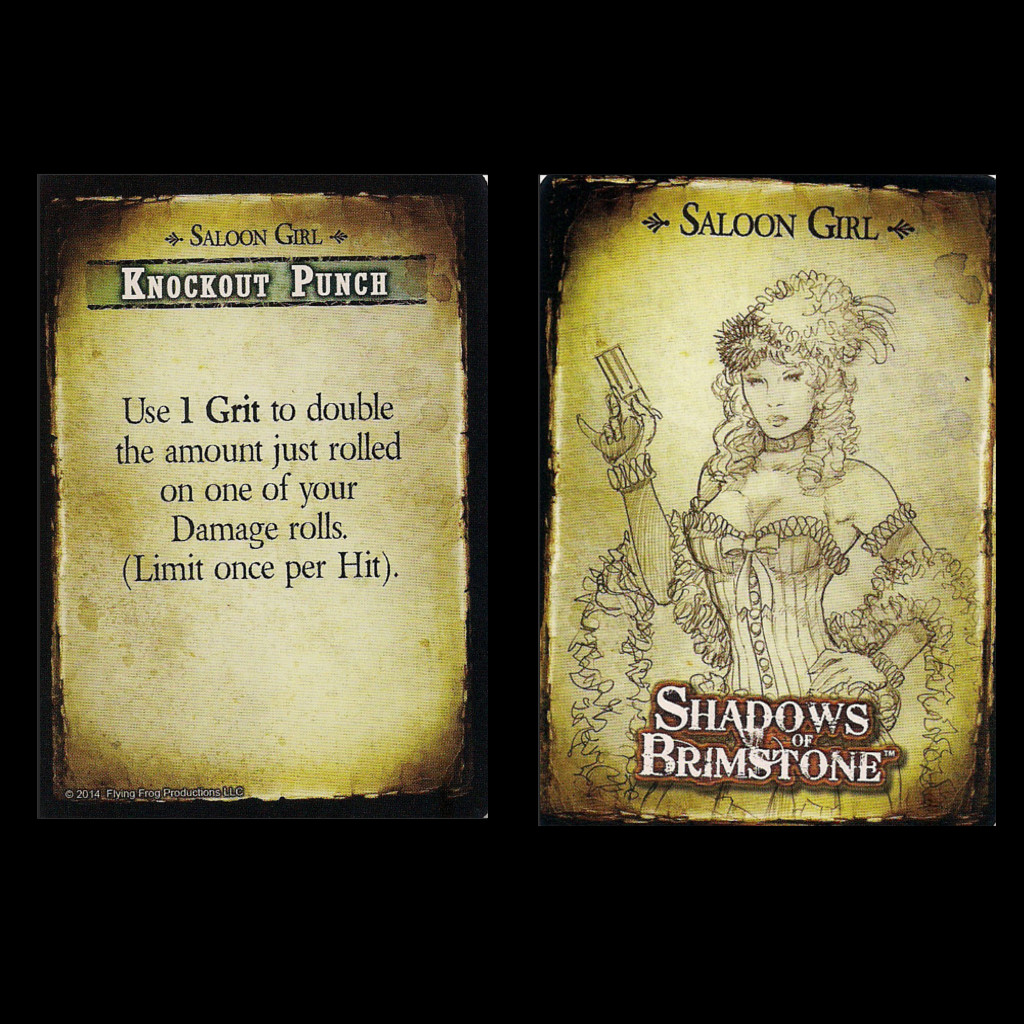 Saloon Girl
Knockout Punch
Use 1 Grit to double
the amount just rolled
on one of your
Damage rolls.
(Limit once per Hit).
© 2014 Flying Frog Productions LLC
Saloon Girl
Shadows
of
Brimstone™